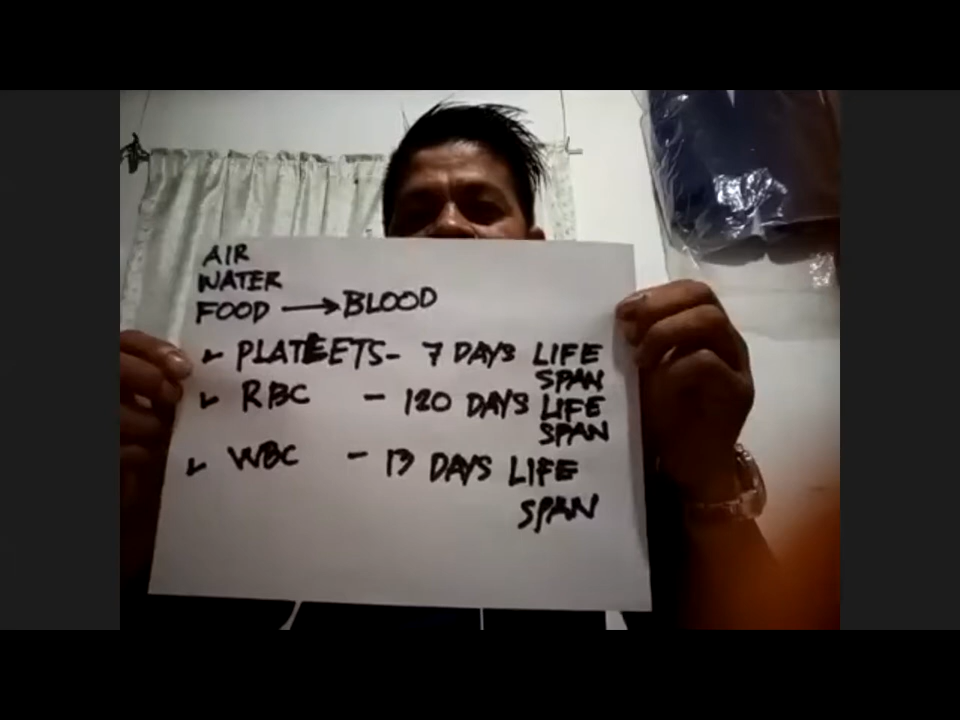 AIR
WATER
FOOD → BLOOD
✓ PLATEETS - 7 DAYS LIFE
SPAN
✓ RBC - 120 DAYS LIFE
SPAN
✓ WBC - 13 DAYS LIFE
SPAN